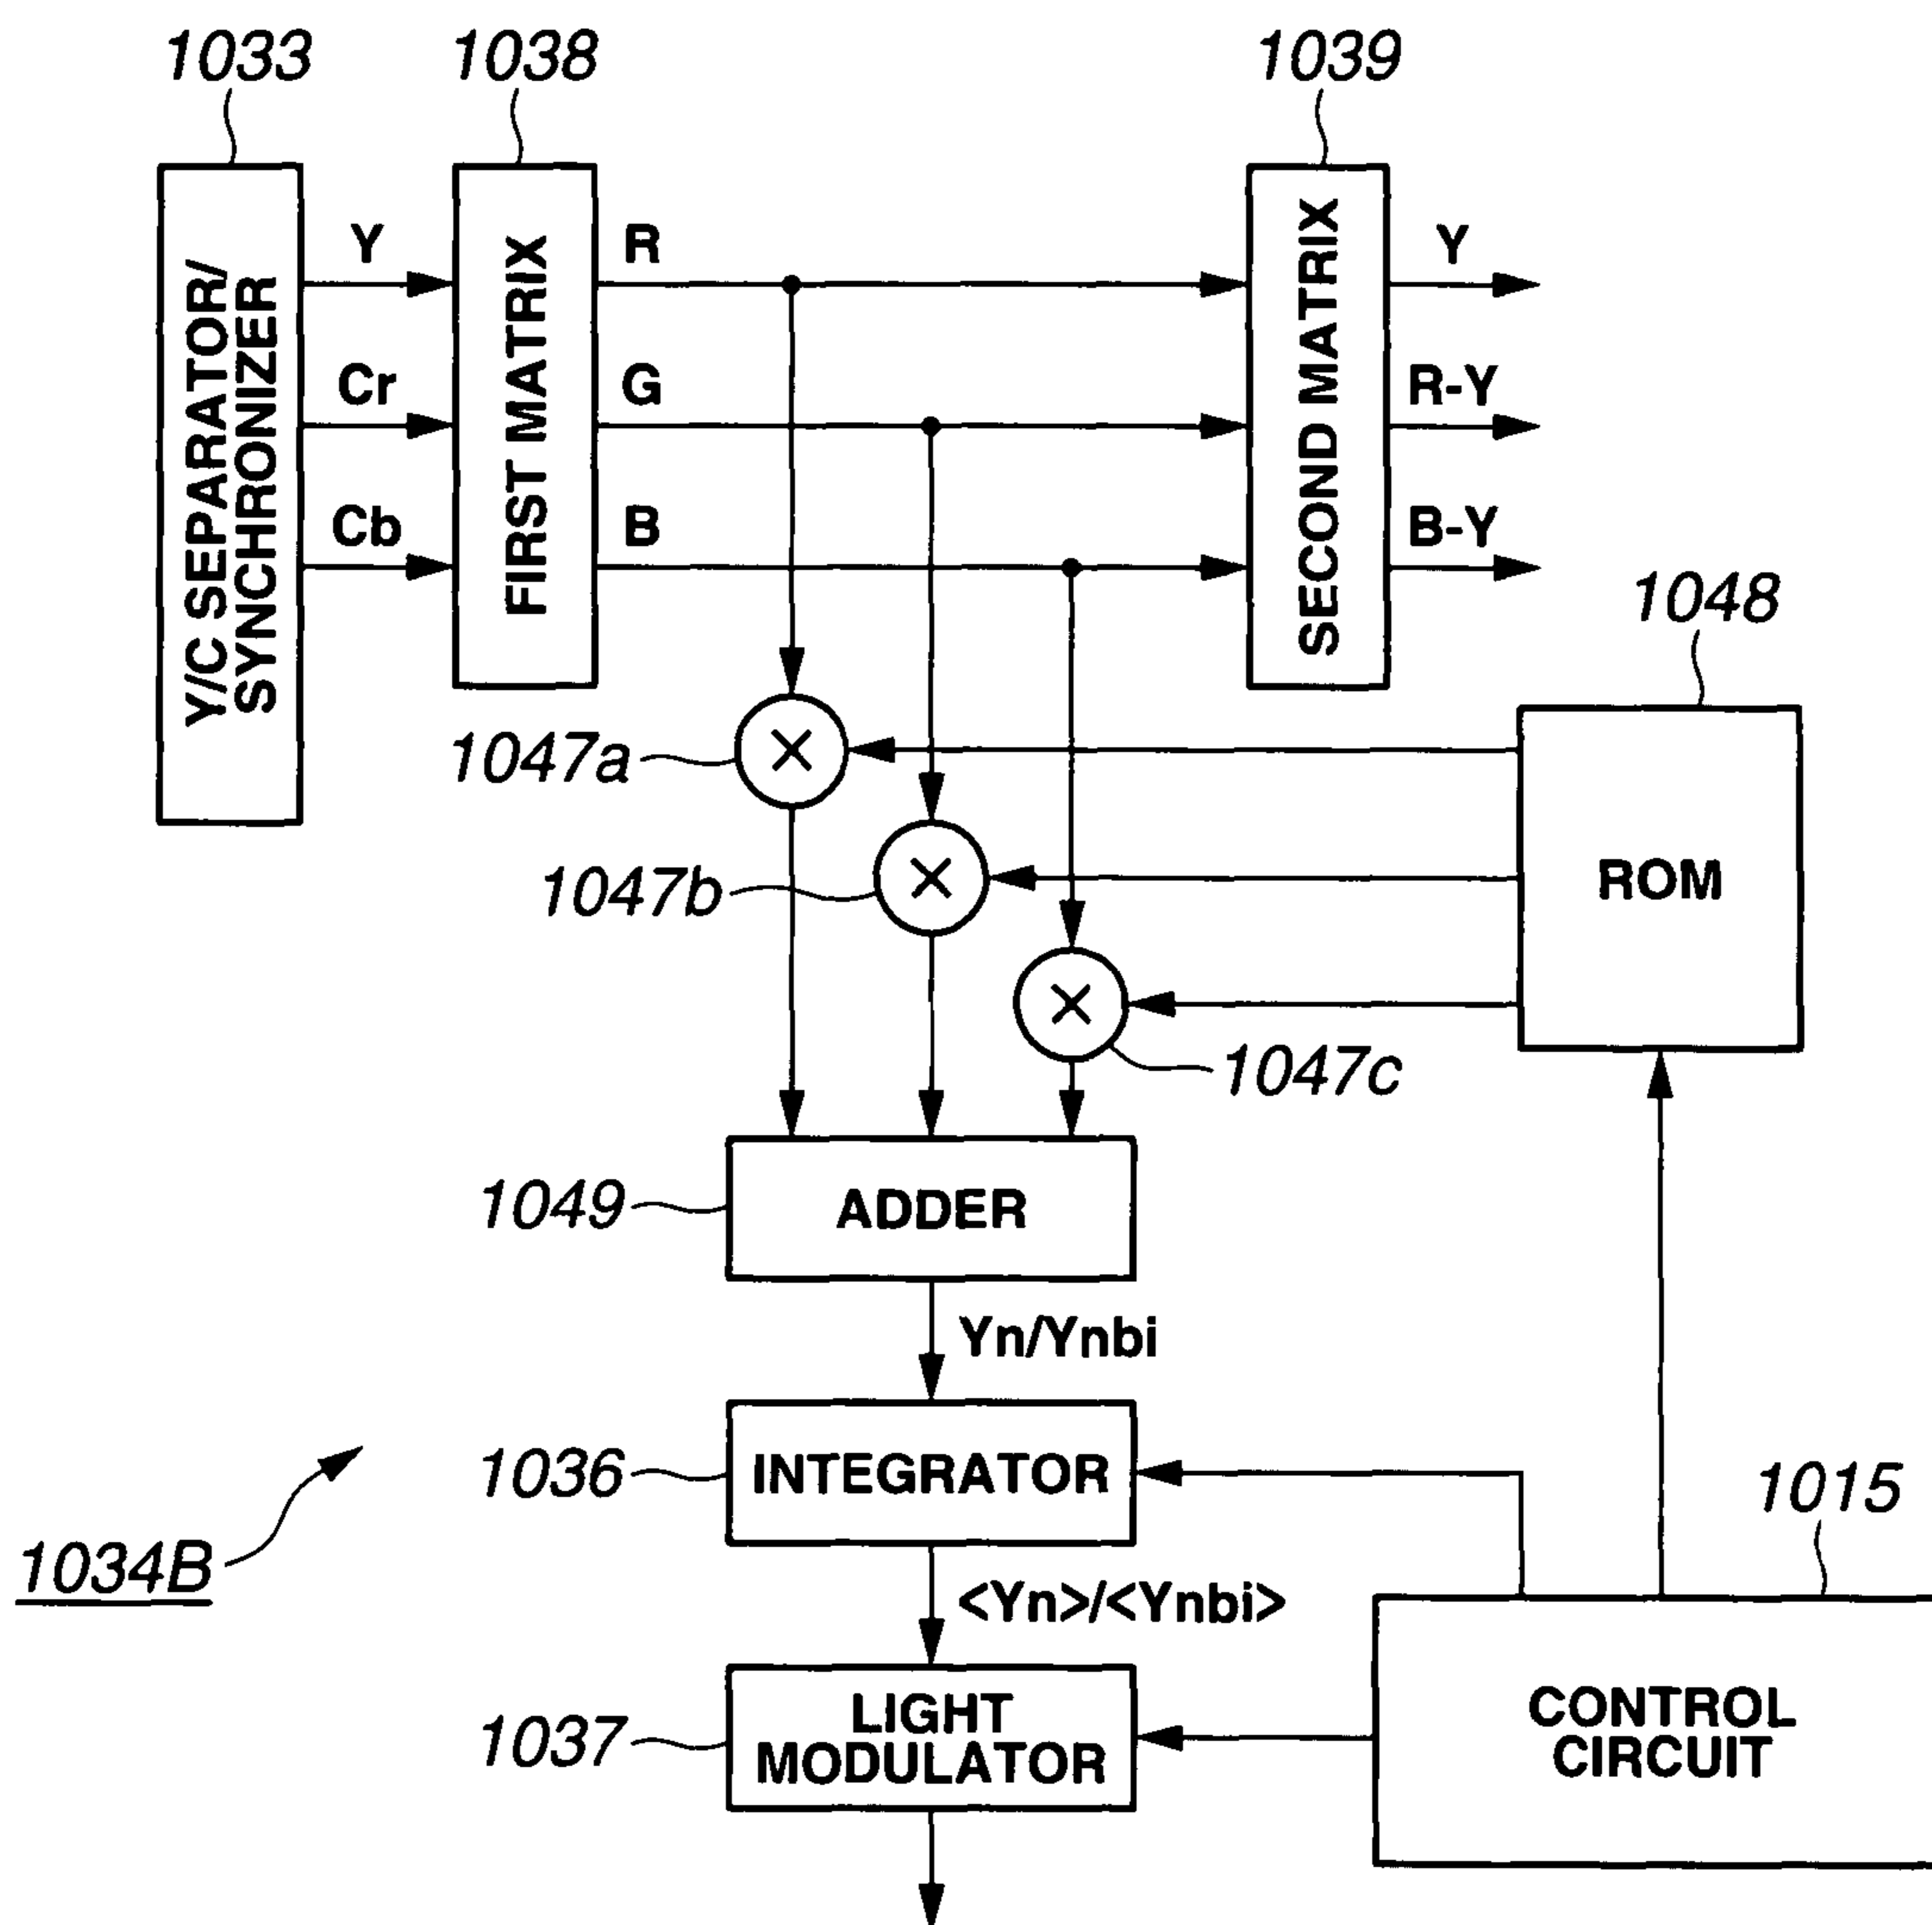 1033
1038
1039
Y/C SEPARATOR/
SYNCHRONIZER
Y
Cr
Cb
FIRST MATRIX
R
G
B
SECOND MATRIX
Y
R-Y
B-Y
1048
1047a
×
1047b
×
ROM
×
1047c
1049
ADDER
Yn/Ynbi
1036
INTEGRATOR
1015
1034B
<Yn>/<Ynbi>
1037
LIGHT
MODULATOR
CONTROL
CIRCUIT